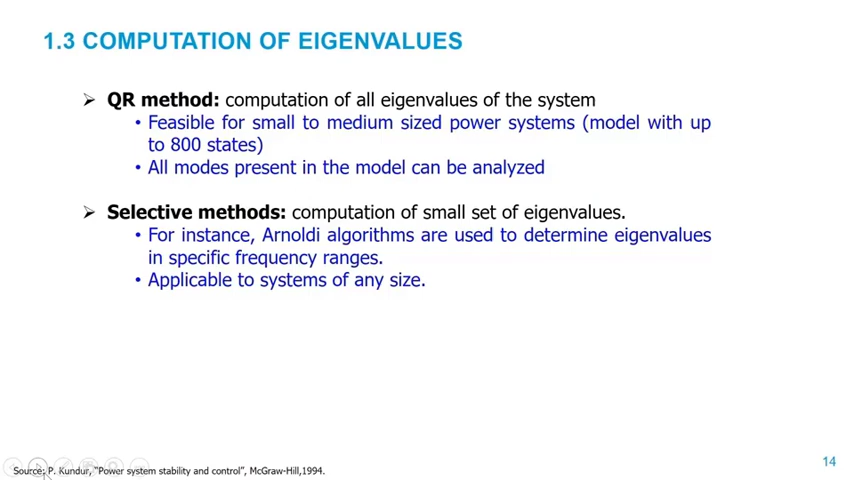 1.3 COMPUTATION OF EIGENVALUES
➢ QR method: computation of all eigenvalues of the system
• Feasible for small to medium sized power systems (model with up
to 800 states)
• All modes present in the model can be analyzed
➢ Selective methods: computation of small set of eigenvalues.
• For instance, Arnoldi algorithms are used to determine eigenvalues
in specific frequency ranges.
• Applicable to systems of any size.
14
Source: P. Kundur, "Power system stability and control", McGraw-Hill,1994.